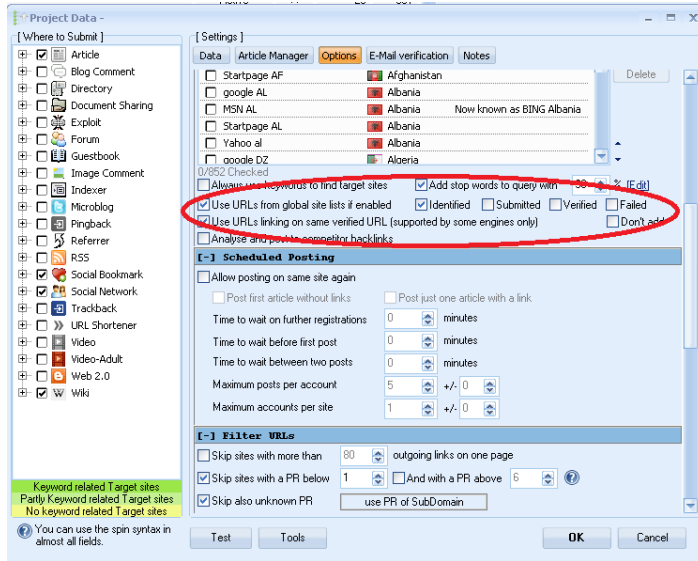 Project Data -
[ Where to Submit ]
Article
Blog Comment
Directory
Document Sharing
Exploit
Forum
Guestbook
Image Comment
Indexer
Microblog
Pingback
Referrer
RSS
Social Bookmark
Social Network
Trackback
URL Shortener
Video
Video-Adult
Web 2.0
Wiki
Keyword related Target sites
Partly Keyword related Target sites
No keyword related Target sites
You can use the spin syntax in
almost all fields.
[ Settings ]
Data Article Manager Options E-Mail verification Notes
Startpage AF Afghanistan Delete
google AL Albania
MSN AL Albania Now known as BING Albania
Startpage AL Albania
Yahoo al Albania
google DZ Algeria
0/852 Checked
Always use keywords to find target sites Add stop words to query with % [Edit]
Use URLs from global site lists if enabled Identified Submitted Verified Failed
Use URLs linking on same verified URL (supported by some engines only) Don't add
Analyse and post to competitor backlinks
[-] Scheduled Posting
Allow posting on same site again
Post first article without links Post just one article with a link
Time to wait on further registrations 0 minutes
Time to wait before first post 0 minutes
Time to wait between two posts 0 minutes
Maximum posts per account 5 +/- 0
Maximum accounts per site 1 +/- 0
[-] Filter URLs
Skip sites with more than 80 outgoing links on one page
Skip sites with a PR below 1 And with a PR above 6
Skip also unknown PR use PR of SubDomain
Test Tools OK Cancel